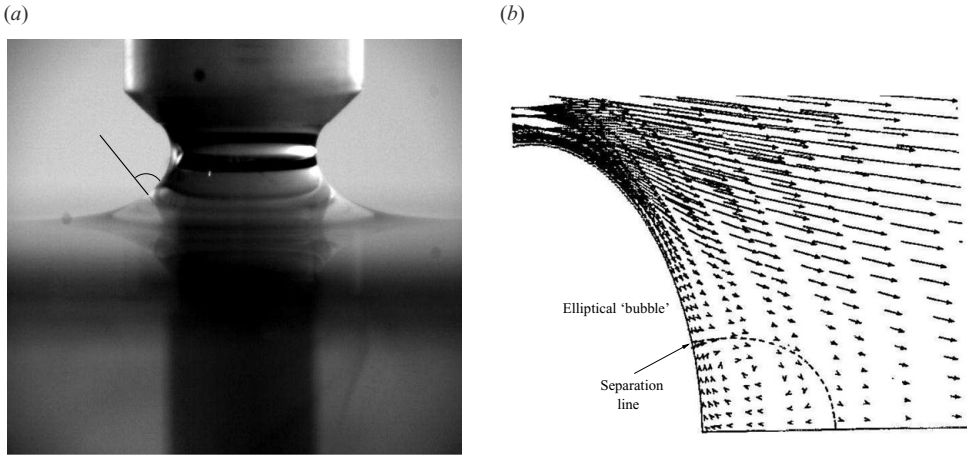 (a)
(b)
Elliptical ‘bubble’
Separation
line